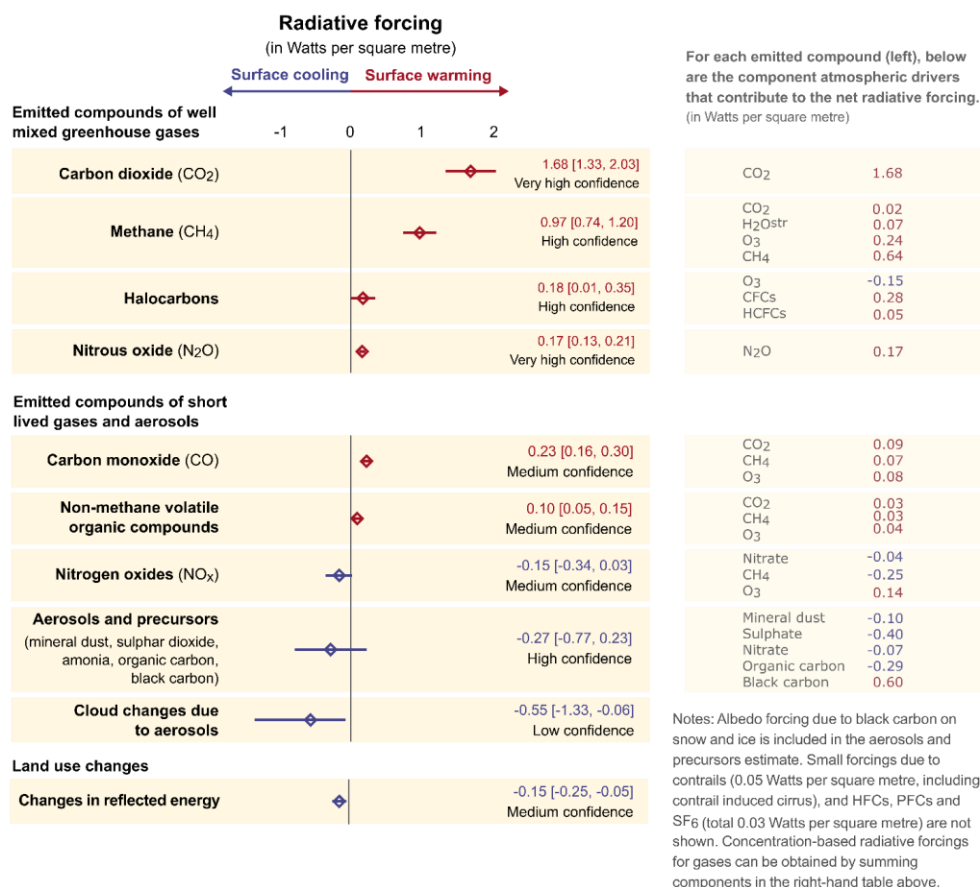 Radiative forcing
(in Watts per square metre)
Surface cooling Surface warming
For each emitted compound (left), below
are the component atmospheric drivers
that contribute to the net radiative forcing.
(in Watts per square metre)
Emitted compounds of well
mixed greenhouse gases
-1 0 1 2
Carbon dioxide (CO2)
1.68 [1.33, 2.03]
Very high confidence
CO2 1.68
Methane (CH4)
0.97 [0.74, 1.20]
High confidence
CO2 0.02
H2Ostr 0.07
O3 0.24
CH4 0.64
Halocarbons
0.18 [0.01, 0.35]
High confidence
O3 -0.15
CFCs 0.28
HCFCs 0.05
Nitrous oxide (N2O)
0.17 [0.13, 0.21]
Very high confidence
N2O 0.17
Emitted compounds of short
lived gases and aerosols
Carbon monoxide (CO)
0.23 [0.16, 0.30]
Medium confidence
CO2 0.09
CH4 0.07
O3 0.08
Non-methane volatile
organic compounds
0.10 [0.05, 0.15]
Medium confidence
CO2 0.03
CH4 0.03
O3 0.04
Nitrogen oxides (NOx)
-0.15 [-0.34, 0.03]
Medium confidence
Nitrate -0.04
CH4 -0.25
O3 0.14
Aerosols and precursors
(mineral dust, sulphar dioxide,
amonia, organic carbon,
black carbon)
-0.27 [-0.77, 0.23]
High confidence
Mineral dust -0.10
Sulphate -0.40
Nitrate -0.07
Organic carbon -0.29
Black carbon 0.60
Cloud changes due
to aerosols
-0.55 [-1.33, -0.06]
Low confidence
Land use changes
Changes in reflected energy
-0.15 [-0.25, -0.05]
Medium confidence
Notes: Albedo forcing due to black carbon on
snow and ice is included in the aerosols and
precursors estimate. Small forcings due to
contrails (0.05 Watts per square metre, including
contrail induced cirrus), and HFCs, PFCs and
SF6 (total 0.03 Watts per square metre) are not
shown. Concentration-based radiative forcings
for gases can be obtained by summing
components in the right-hand table above.